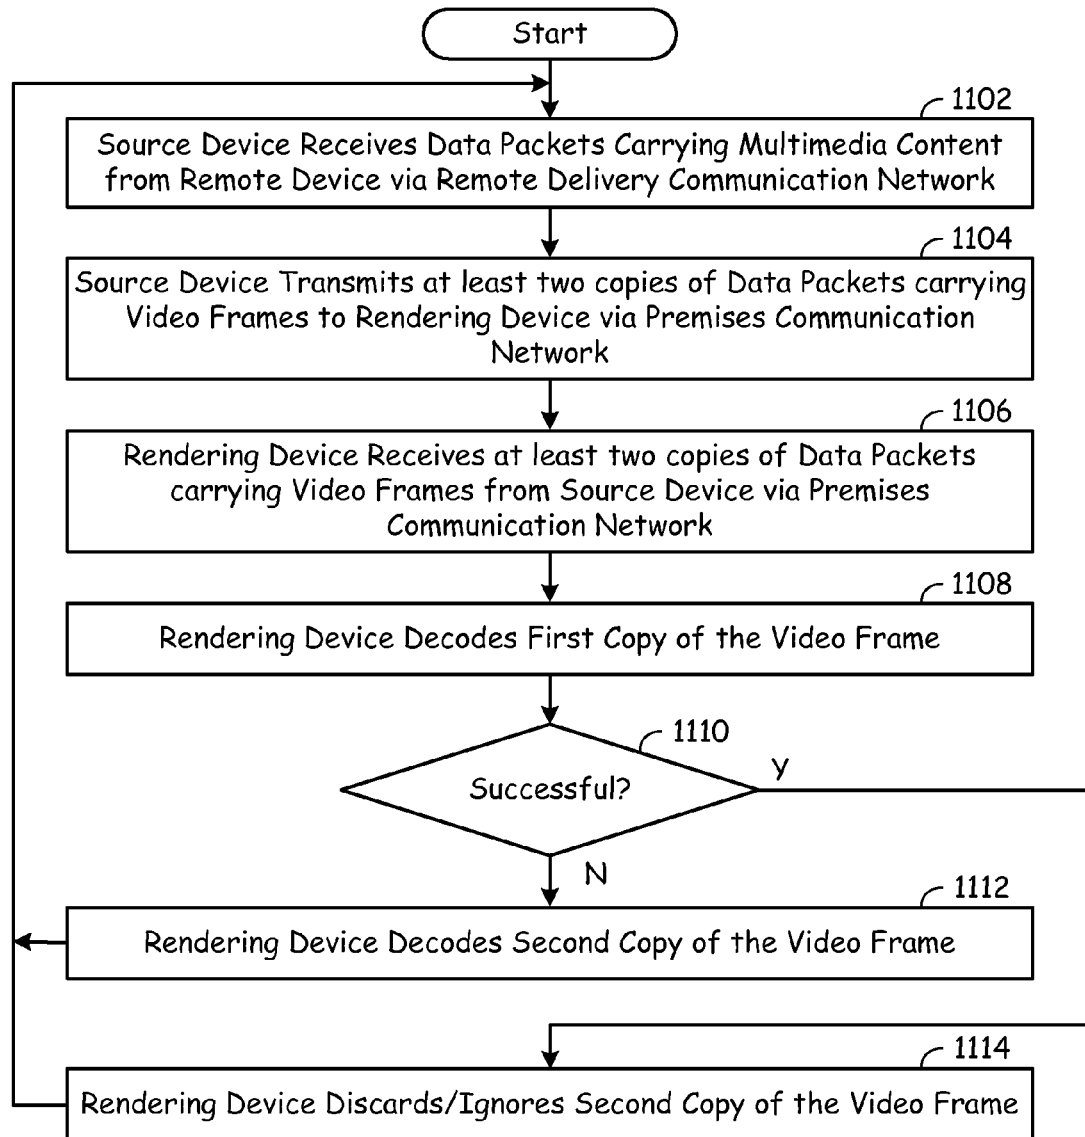 Start
1102
Source Device Receives Data Packets Carrying Multimedia Content
from Remote Device via Remote Delivery Communication Network
1104
Source Device Transmits at least two copies of Data Packets carrying
Video Frames to Rendering Device via Premises Communication
Network
1106
Rendering Device Receives at least two copies of Data Packets
carrying Video Frames from Source Device via Premises
Communication Network
1108
Rendering Device Decodes First Copy of the Video Frame
1110
Successful?
Y
N
1112
Rendering Device Decodes Second Copy of the Video Frame
1114
Rendering Device Discards/Ignores Second Copy of the Video Frame